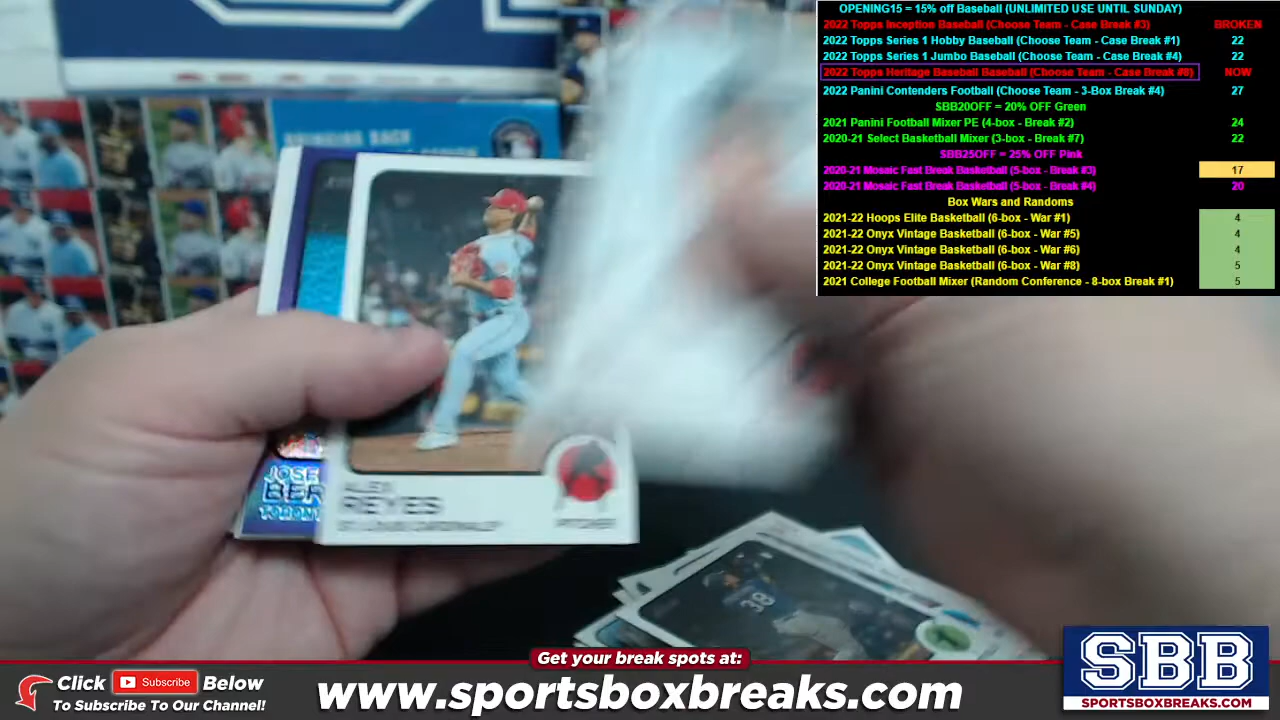 OPENING15 = 15% off Baseball (UNLIMITED USE UNTIL SUNDAY)
2022 Topps Inception Baseball (Choose Team - Case Break #3) BROKEN
2022 Topps Series 1 Hobby Baseball (Choose Team - Case Break #1) 22
2022 Topps Series 1 Jumbo Baseball (Choose Team - Case Break #4) 22
2022 Topps Heritage Baseball Baseball (Choose Team - Case Break #8) NOW
2022 Panini Contenders Football (Choose Team - 3-Box Break #4) 27
SBB20OFF = 20% OFF Green
2021 Panini Football Mixer PE (4-box - Break #2) 24
2020-21 Select Basketball Mixer (3-box - Break #7) 22
SBB25OFF = 25% OFF Pink
2020-21 Mosaic Fast Break Basketball (5-box - Break #3) 17
2020-21 Mosaic Fast Break Basketball (5-box - Break #4) 20
Box Wars and Randoms
2021-22 Hoops Elite Basketball (6-box - War #1) 4
2021-22 Onyx Vintage Basketball (6-box - War #5) 4
2021-22 Onyx Vintage Basketball (6-box - War #6) 4
2021-22 Onyx Vintage Basketball (6-box - War #8) 5
2021 College Football Mixer (Random Conference - 8-box Break #1) 5
JOSE
BER
TORONT
ALEX
REYES
ST. LOUIS CARDINALS
PITCHER
38
Get your break spots at:
Click Subscribe Below
To Subscribe To Our Channel!
www.sportsboxbreaks.com
SBB
SPORTSBOXBREAKS.COM